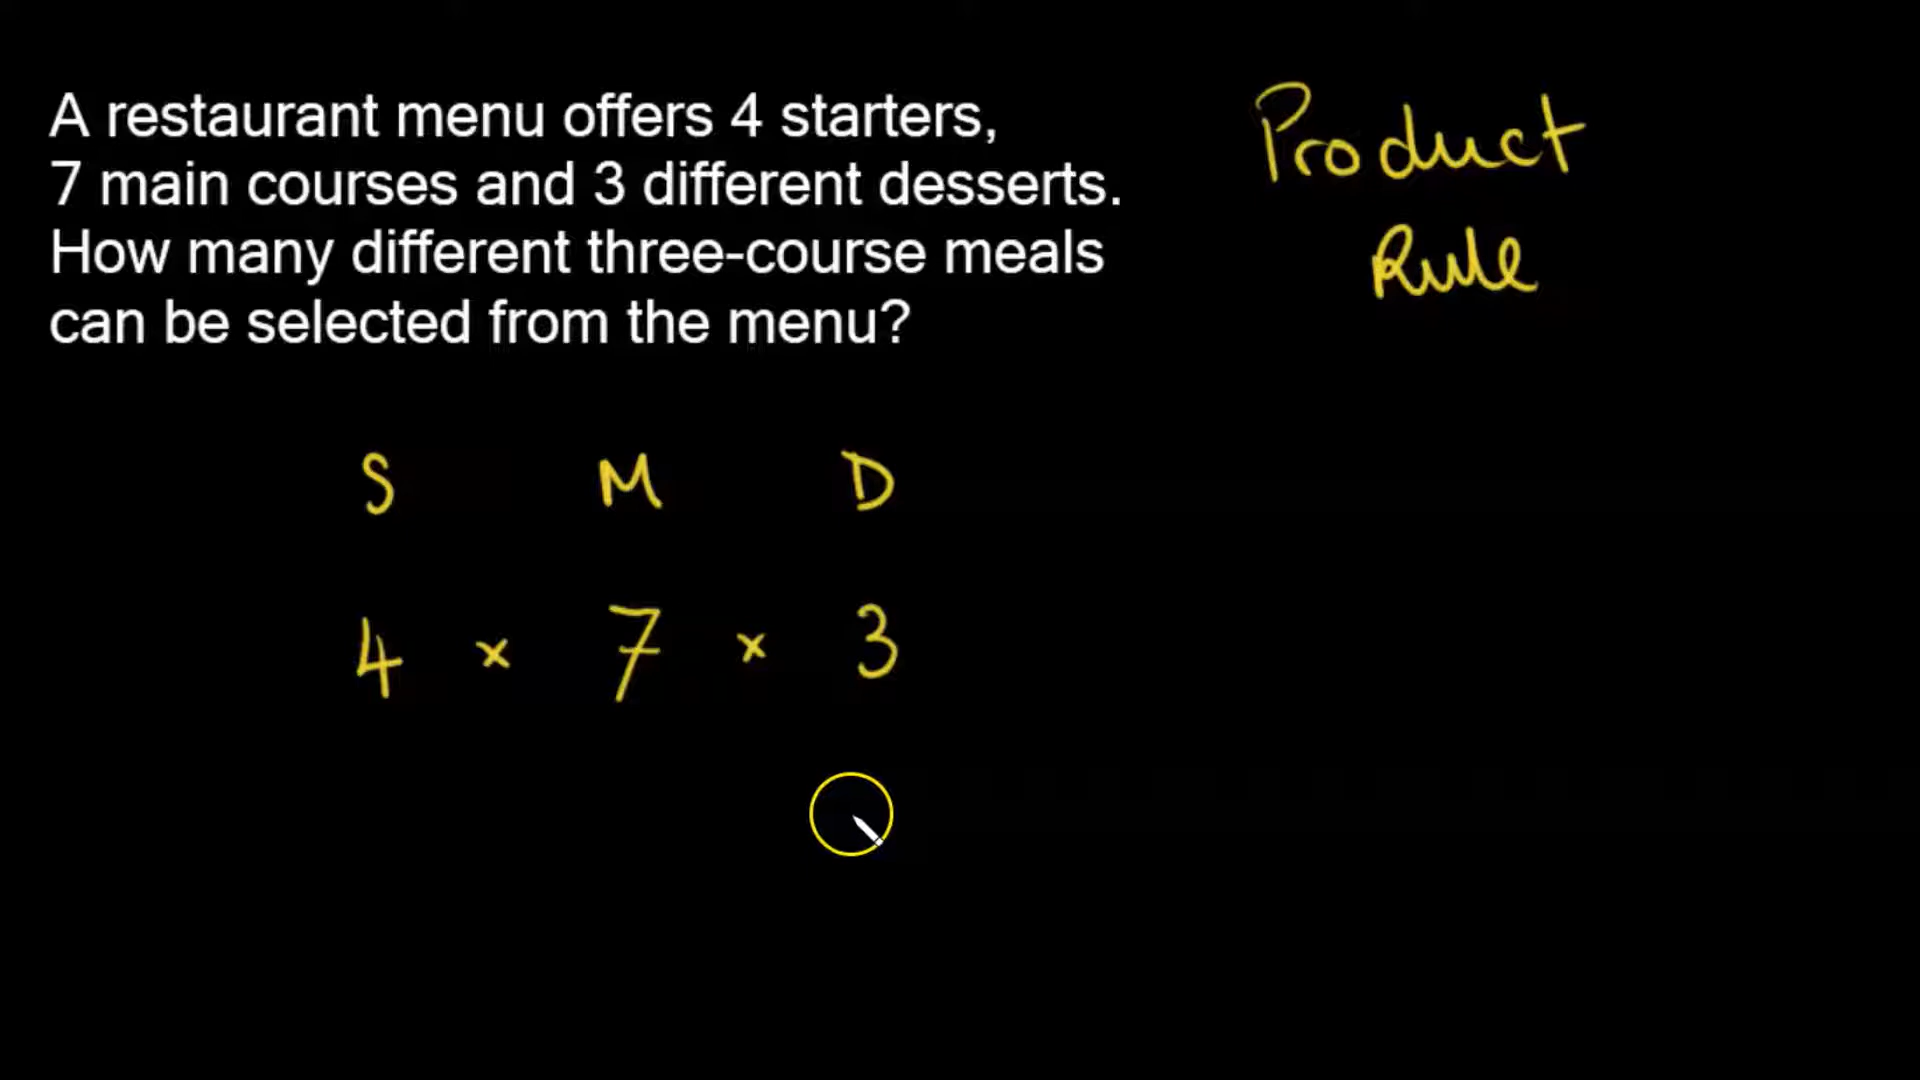 A restaurant menu offers 4 starters,
7 main courses and 3 different desserts.
How many different three-course meals
can be selected from the menu?
Product
Rule
S M D
4 × 7 × 3